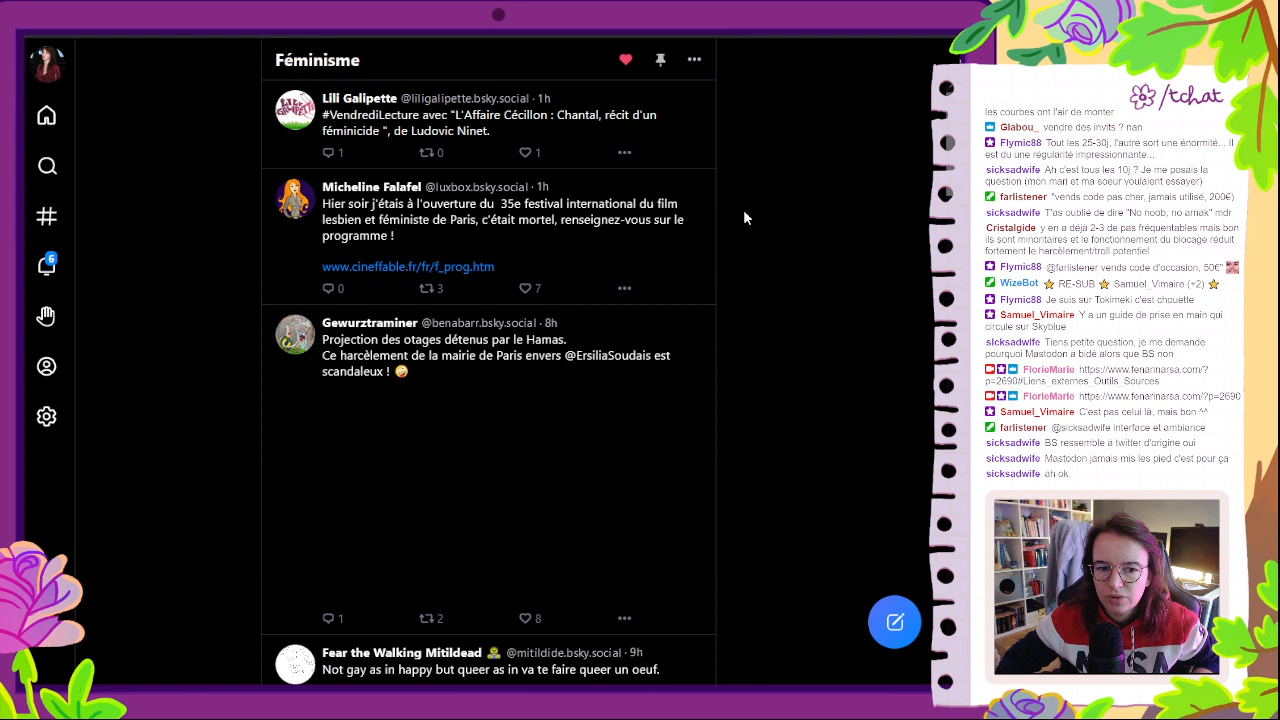 Féminisme
Lili Galipette @liligalipette.bsky.social · 1h
Je suis en lecture avec "L'affaire Cécillon : Chantal, récit d'un
féminicide ", par Ludovic Ninet.
1
0
1
Micheline Falafel @luxbox.bsky.social · 1h
Hier soir j'étais à l'ouverture du 35e festival international du film
lesbien et féministe de Paris, c'était mortel, renseignez-vous sur le
programme !
www.cineffable.fr/fr/f_prog.htm
0
3
7
Gewurztraminer @benabarr.bsky.social · 8h
Projection des otages détenus par le Hamas.
Ce harcèlement de la mairie de Paris envers @ErsiliaSoudais est
scandaleux ! 🤪
1
2
8
Fear the Walking Mitildead 🧟 @mitildide.bsky.social · 9h
Not gay as in happy but queer as in va te faire queer un oeuf.
6
/tchat
les courbes ont l'air de monter
Glabou_ vendre des invits ? nan
Flymic88 Tout les 25-30j, l'autre sort une énormité... Il
est du une régularité impressionnante...
sicksadwife Ah c'est tous les 10j ? Je me posais la
question (mon mari et ma soeur voulaient essayer)
farlistener "vends code pas cher, jamais utilisé, 200€)
sicksadwife T'as oublié de dire "No noob, no arnak" mdr
Cristalgide y en a déjà 2-3 de pas fréquentables mais bon
ils sont minoritaires et le fonctionnement du blocage réduit
fortement le harcèlement/troll potentiel
Flymic88 @farlistener vends code d'occasion, 50€"
WizeBot ⭐ RE-SUB ⭐ Samuel_Vimaire (+2) ⭐
Flymic88 Je suis sur Tokimeki c'est chouette
Samuel_Vimaire Y a un guide de prise en main qui
circule sur Skyblue
sicksadwife Tiens petite question, je me demande
pourquoi Mastodon a bidé alors que BS non
FlorieMarie https://www.fenarinarsa.com/?
p=2690#Liens_externes_Outils_Sources
FlorieMarie https://www.fenarinarsa.com/?p=2690
Samuel_Vimaire C'est pas celui là, mais bon ^^
farlistener @sicksadwife interface et ambiance
sicksadwife BS ressemble à twitter d'origine oui
sicksadwife Mastodon jamais mis les pied c'est pour ça
sicksadwife ah ok